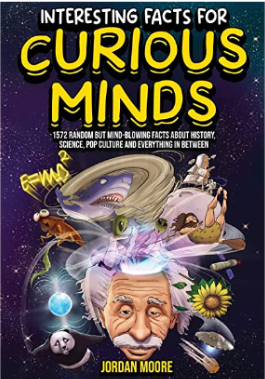 INTERESTING FACTS FOR
CURIOUS
MINDS
1572 RANDOM BUT MIND-BLOWING FACTS ABOUT HISTORY,
SCIENCE, POP CULTURE AND EVERYTHING IN BETWEEN
E=mc²
JORDAN MOORE